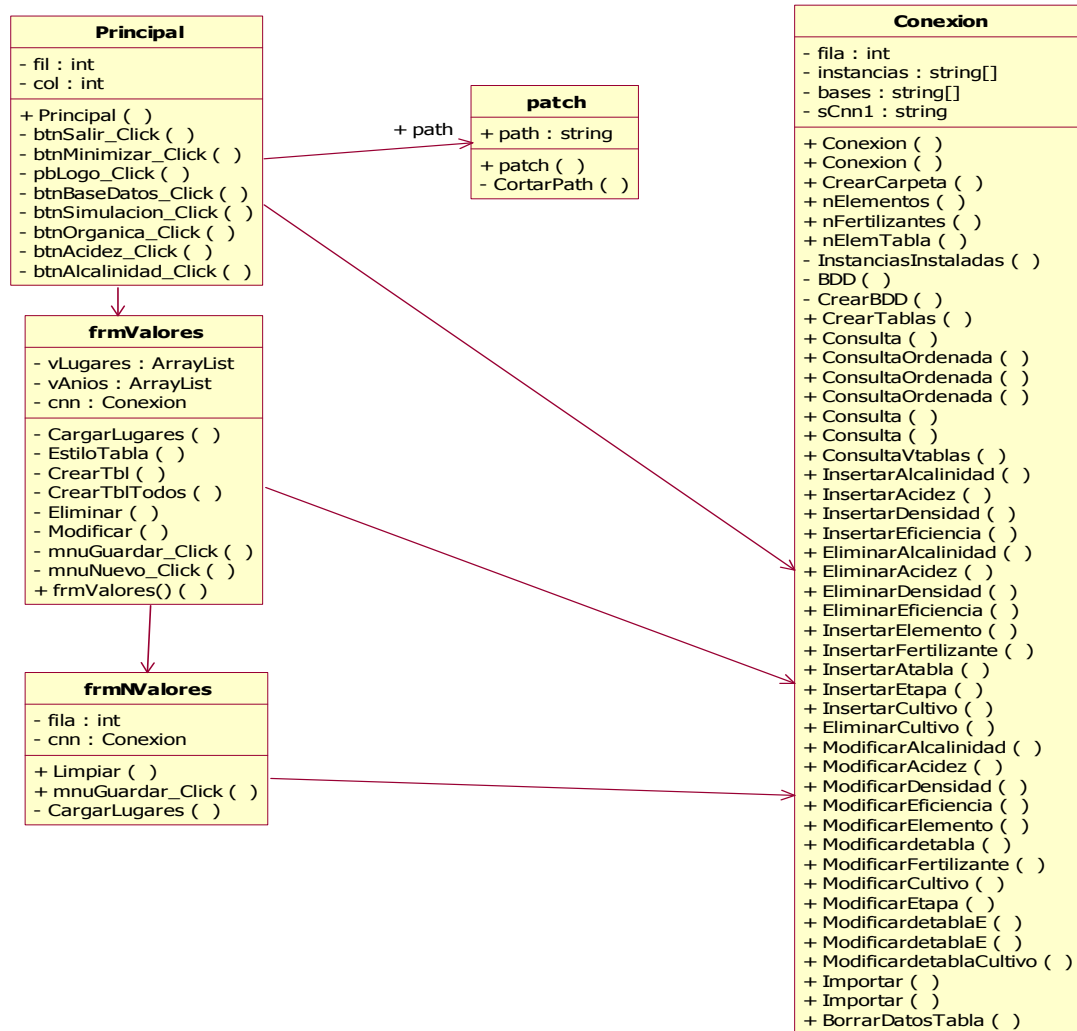 Principal
- fil : int
- col : int
+ Principal ( )
- btnSalir_Click ( )
- btnMinimizar_Click ( )
- pbLogo_Click ( )
- btnBaseDatos_Click ( )
- btnSimulacion_Click ( )
- btnOrganica_Click ( )
- btnAcidez_Click ( )
- btnAlcalinidad_Click ( )
+ path
patch
+ path : string
+ patch ( )
- CortarPath ( )
frmValores
- vLugares : ArrayList
- vAnios : ArrayList
- cnn : Conexion
- CargarLugares ( )
- EstiloTabla ( )
- CrearTbl ( )
- CrearTblTodos ( )
- Eliminar ( )
- Modificar ( )
- mnuGuardar_Click ( )
- mnuNuevo_Click ( )
+ frmValores() ( )
frmNValores
- fila : int
- cnn : Conexion
+ Limpiar ( )
+ mnuGuardar_Click ( )
- CargarLugares ( )
Conexion
- fila : int
- instancias : string[]
- bases : string[]
- sCnn1 : string
+ Conexion ( )
+ Conexion ( )
+ CrearCarpeta ( )
+ nElementos ( )
+ nFertilizantes ( )
+ nElemTabla ( )
- InstanciasInstaladas ( )
- BDD ( )
- CrearBDD ( )
+ CrearTablas ( )
+ Consulta ( )
+ ConsultaOrdenada ( )
+ ConsultaOrdenada ( )
+ ConsultaOrdenada ( )
+ Consulta ( )
+ Consulta ( )
+ ConsultaVtablas ( )
+ InsertarAlcalinidad ( )
+ InsertarAcidez ( )
+ InsertarDensidad ( )
+ InsertarEficiencia ( )
+ EliminarAlcalinidad ( )
+ EliminarAcidez ( )
+ EliminarDensidad ( )
+ EliminarEficiencia ( )
+ InsertarElemento ( )
+ InsertarFertilizante ( )
+ InsertarAtabla ( )
+ InsertarEtapa ( )
+ InsertarCultivo ( )
+ EliminarCultivo ( )
+ ModificarAlcalinidad ( )
+ ModificarAcidez ( )
+ ModificarDensidad ( )
+ ModificarEficiencia ( )
+ ModificarElemento ( )
+ Modificardetabla ( )
+ ModificarFertilizante ( )
+ ModificarCultivo ( )
+ ModificarEtapa ( )
+ ModificardetablaE ( )
+ ModificardetablaE ( )
+ ModificardetablaCultivo ( )
+ Importar ( )
+ Importar ( )
+ BorrarDatosTabla ( )